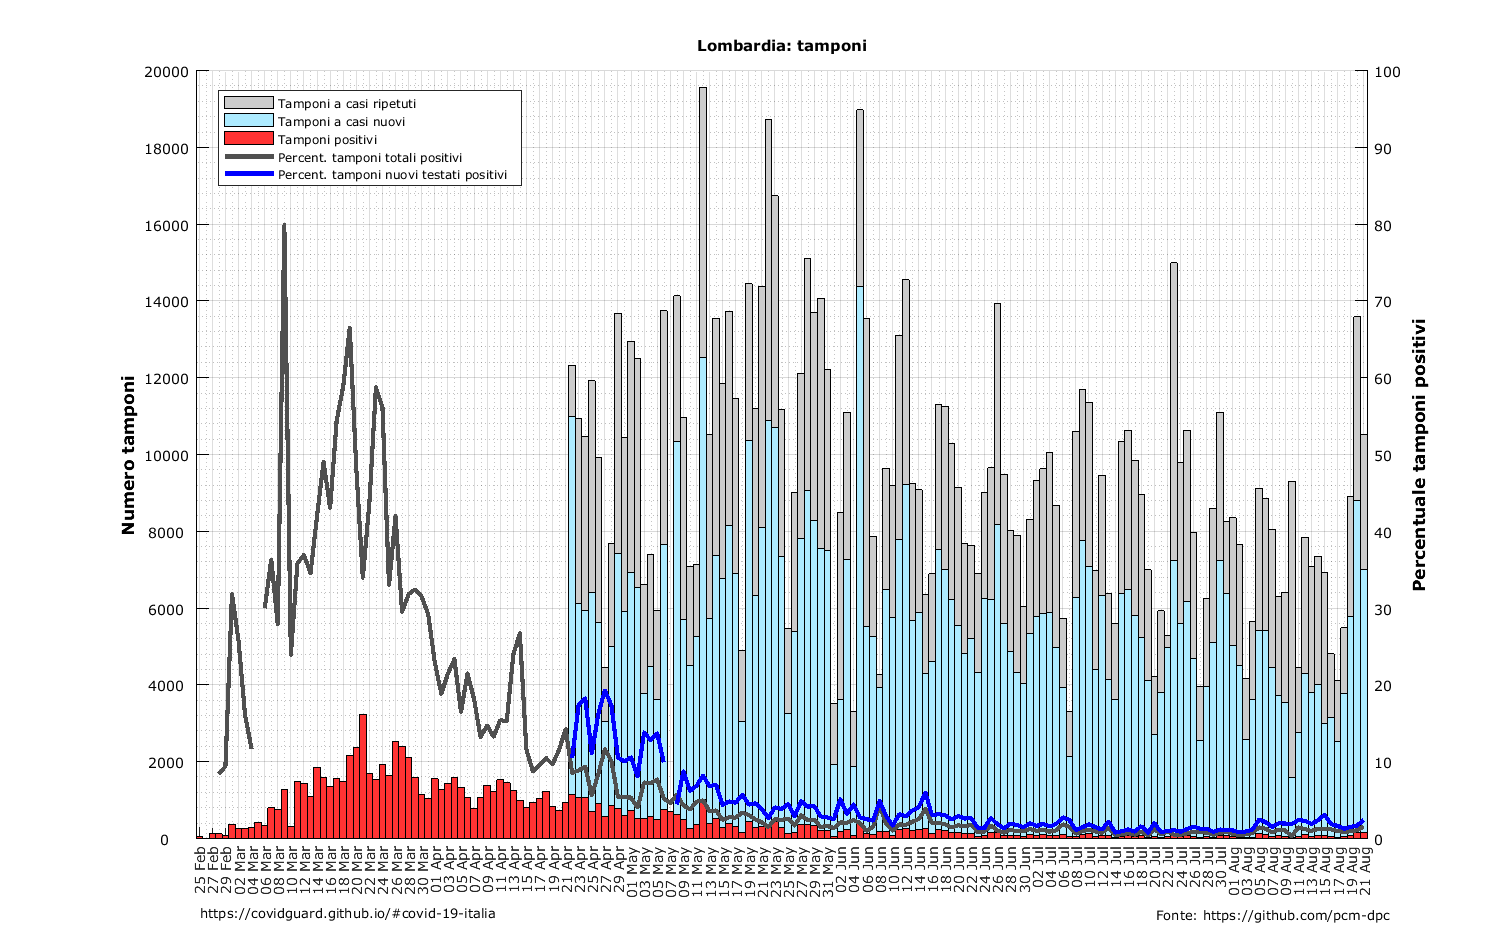 Lombardia: tamponi
Tamponi a casi ripetuti
Tamponi a casi nuovi
Tamponi positivi
Percent. tamponi totali positivi
Percent. tamponi nuovi testati positivi
Numero tamponi
20000
18000
16000
14000
12000
10000
8000
6000
4000
2000
0
Percentuale tamponi positivi
100
90
80
70
60
50
40
30
20
10
0
25 Feb
27 Feb
29 Feb
02 Mar
04 Mar
06 Mar
08 Mar
10 Mar
12 Mar
14 Mar
16 Mar
18 Mar
20 Mar
22 Mar
24 Mar
26 Mar
28 Mar
30 Mar
01 Apr
03 Apr
05 Apr
07 Apr
09 Apr
11 Apr
13 Apr
15 Apr
17 Apr
19 Apr
21 Apr
23 Apr
25 Apr
27 Apr
29 Apr
01 May
03 May
05 May
07 May
09 May
11 May
13 May
15 May
17 May
19 May
21 May
23 May
25 May
27 May
29 May
31 May
02 Jun
04 Jun
06 Jun
08 Jun
10 Jun
12 Jun
14 Jun
16 Jun
18 Jun
20 Jun
22 Jun
24 Jun
26 Jun
28 Jun
30 Jun
02 Jul
04 Jul
06 Jul
08 Jul
10 Jul
12 Jul
14 Jul
16 Jul
18 Jul
20 Jul
22 Jul
24 Jul
26 Jul
28 Jul
30 Jul
01 Aug
03 Aug
05 Aug
07 Aug
09 Aug
11 Aug
13 Aug
15 Aug
17 Aug
19 Aug
21 Aug
https://covidguard.github.io/#covid-19-italia
Fonte: https://github.com/pcm-dpc